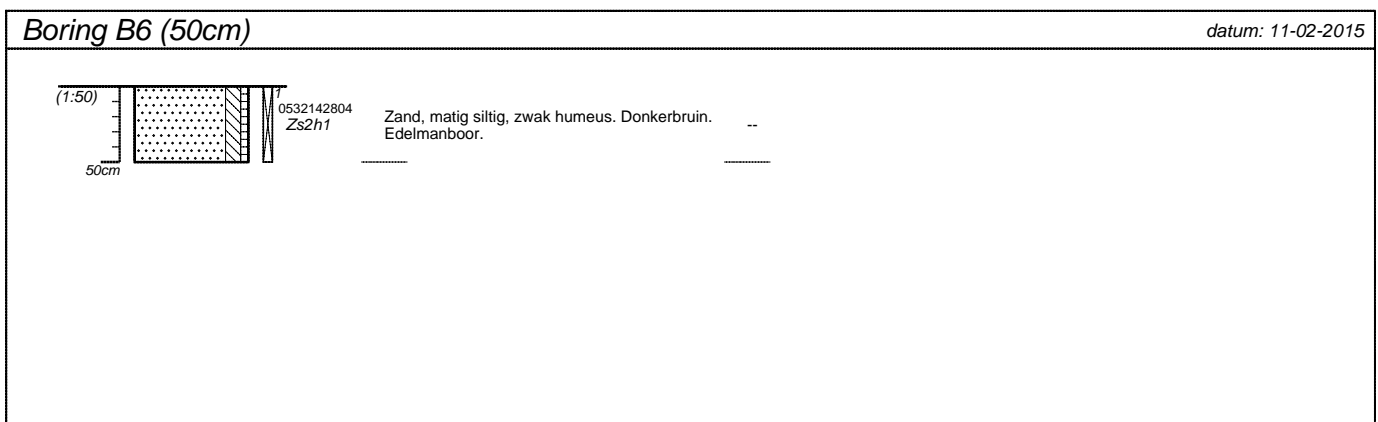 Boring B6 (50cm)
datum: 11-02-2015
(1:50)
1
0532142804
Zs2h1
Zand, matig siltig, zwak humeus. Donkerbruin.
Edelmanboor.
--
50cm